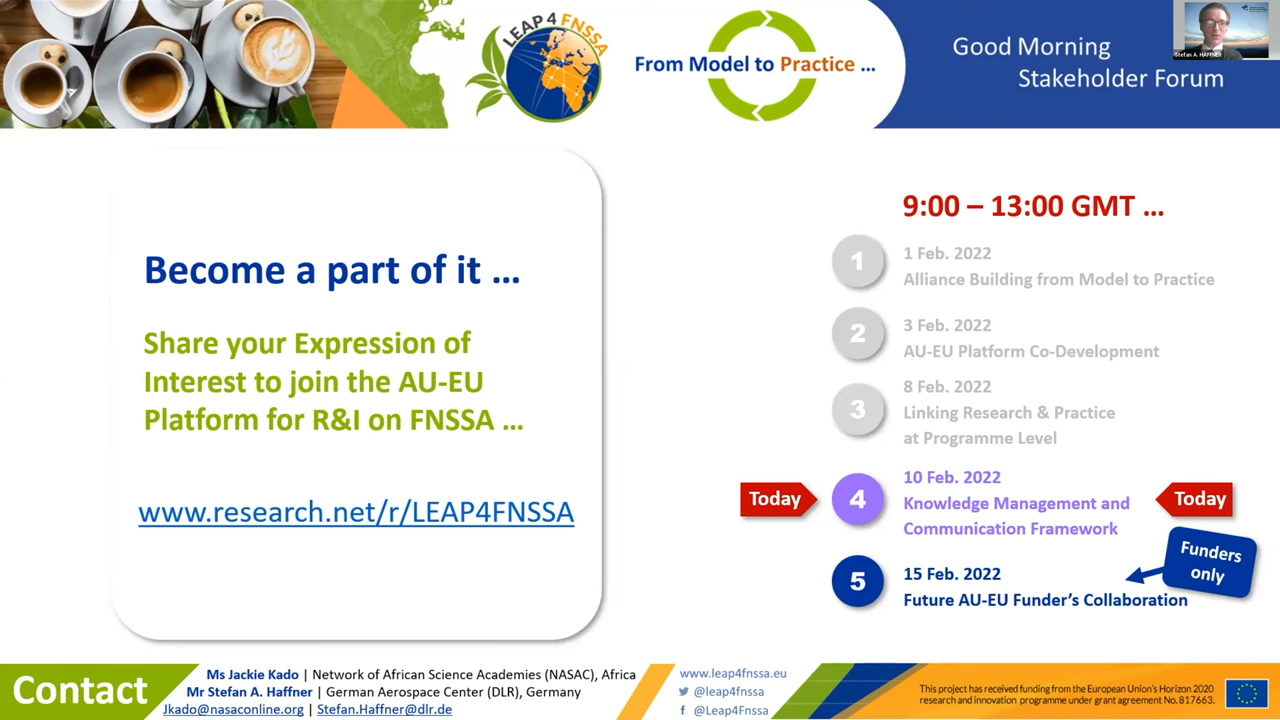 LEAP4FNSSA
From Model to Practice ...
Good Morning
Stakeholder Forum
Stefan A. HAFFNER
Become a part of it ...
Share your Expression of
Interest to join the AU-EU
Platform for R&I on FNSSA ...
www.research.net/r/LEAP4FNSSA
9:00 – 13:00 GMT ...
1
1 Feb. 2022
Alliance Building from Model to Practice
2
3 Feb. 2022
AU-EU Platform Co-Development
3
8 Feb. 2022
Linking Research & Practice
at Programme Level
Today
4
10 Feb. 2022
Knowledge Management and
Communication Framework
Today
5
15 Feb. 2022
Future AU-EU Funder's Collaboration
Funders
only
Contact
Ms Jackie Kado | Network of African Science Academies (NASAC), Africa
Mr Stefan A. Haffner | German Aerospace Center (DLR), Germany
Jkado@nasaconline.org | Stefan.Haffner@dlr.de
www.leap4fnssa.eu
@leap4fnssa
@Leap4Fnssa
This project has received funding from the European Union's Horizon 2020
research and innovation programme under grant agreement No. 817663.